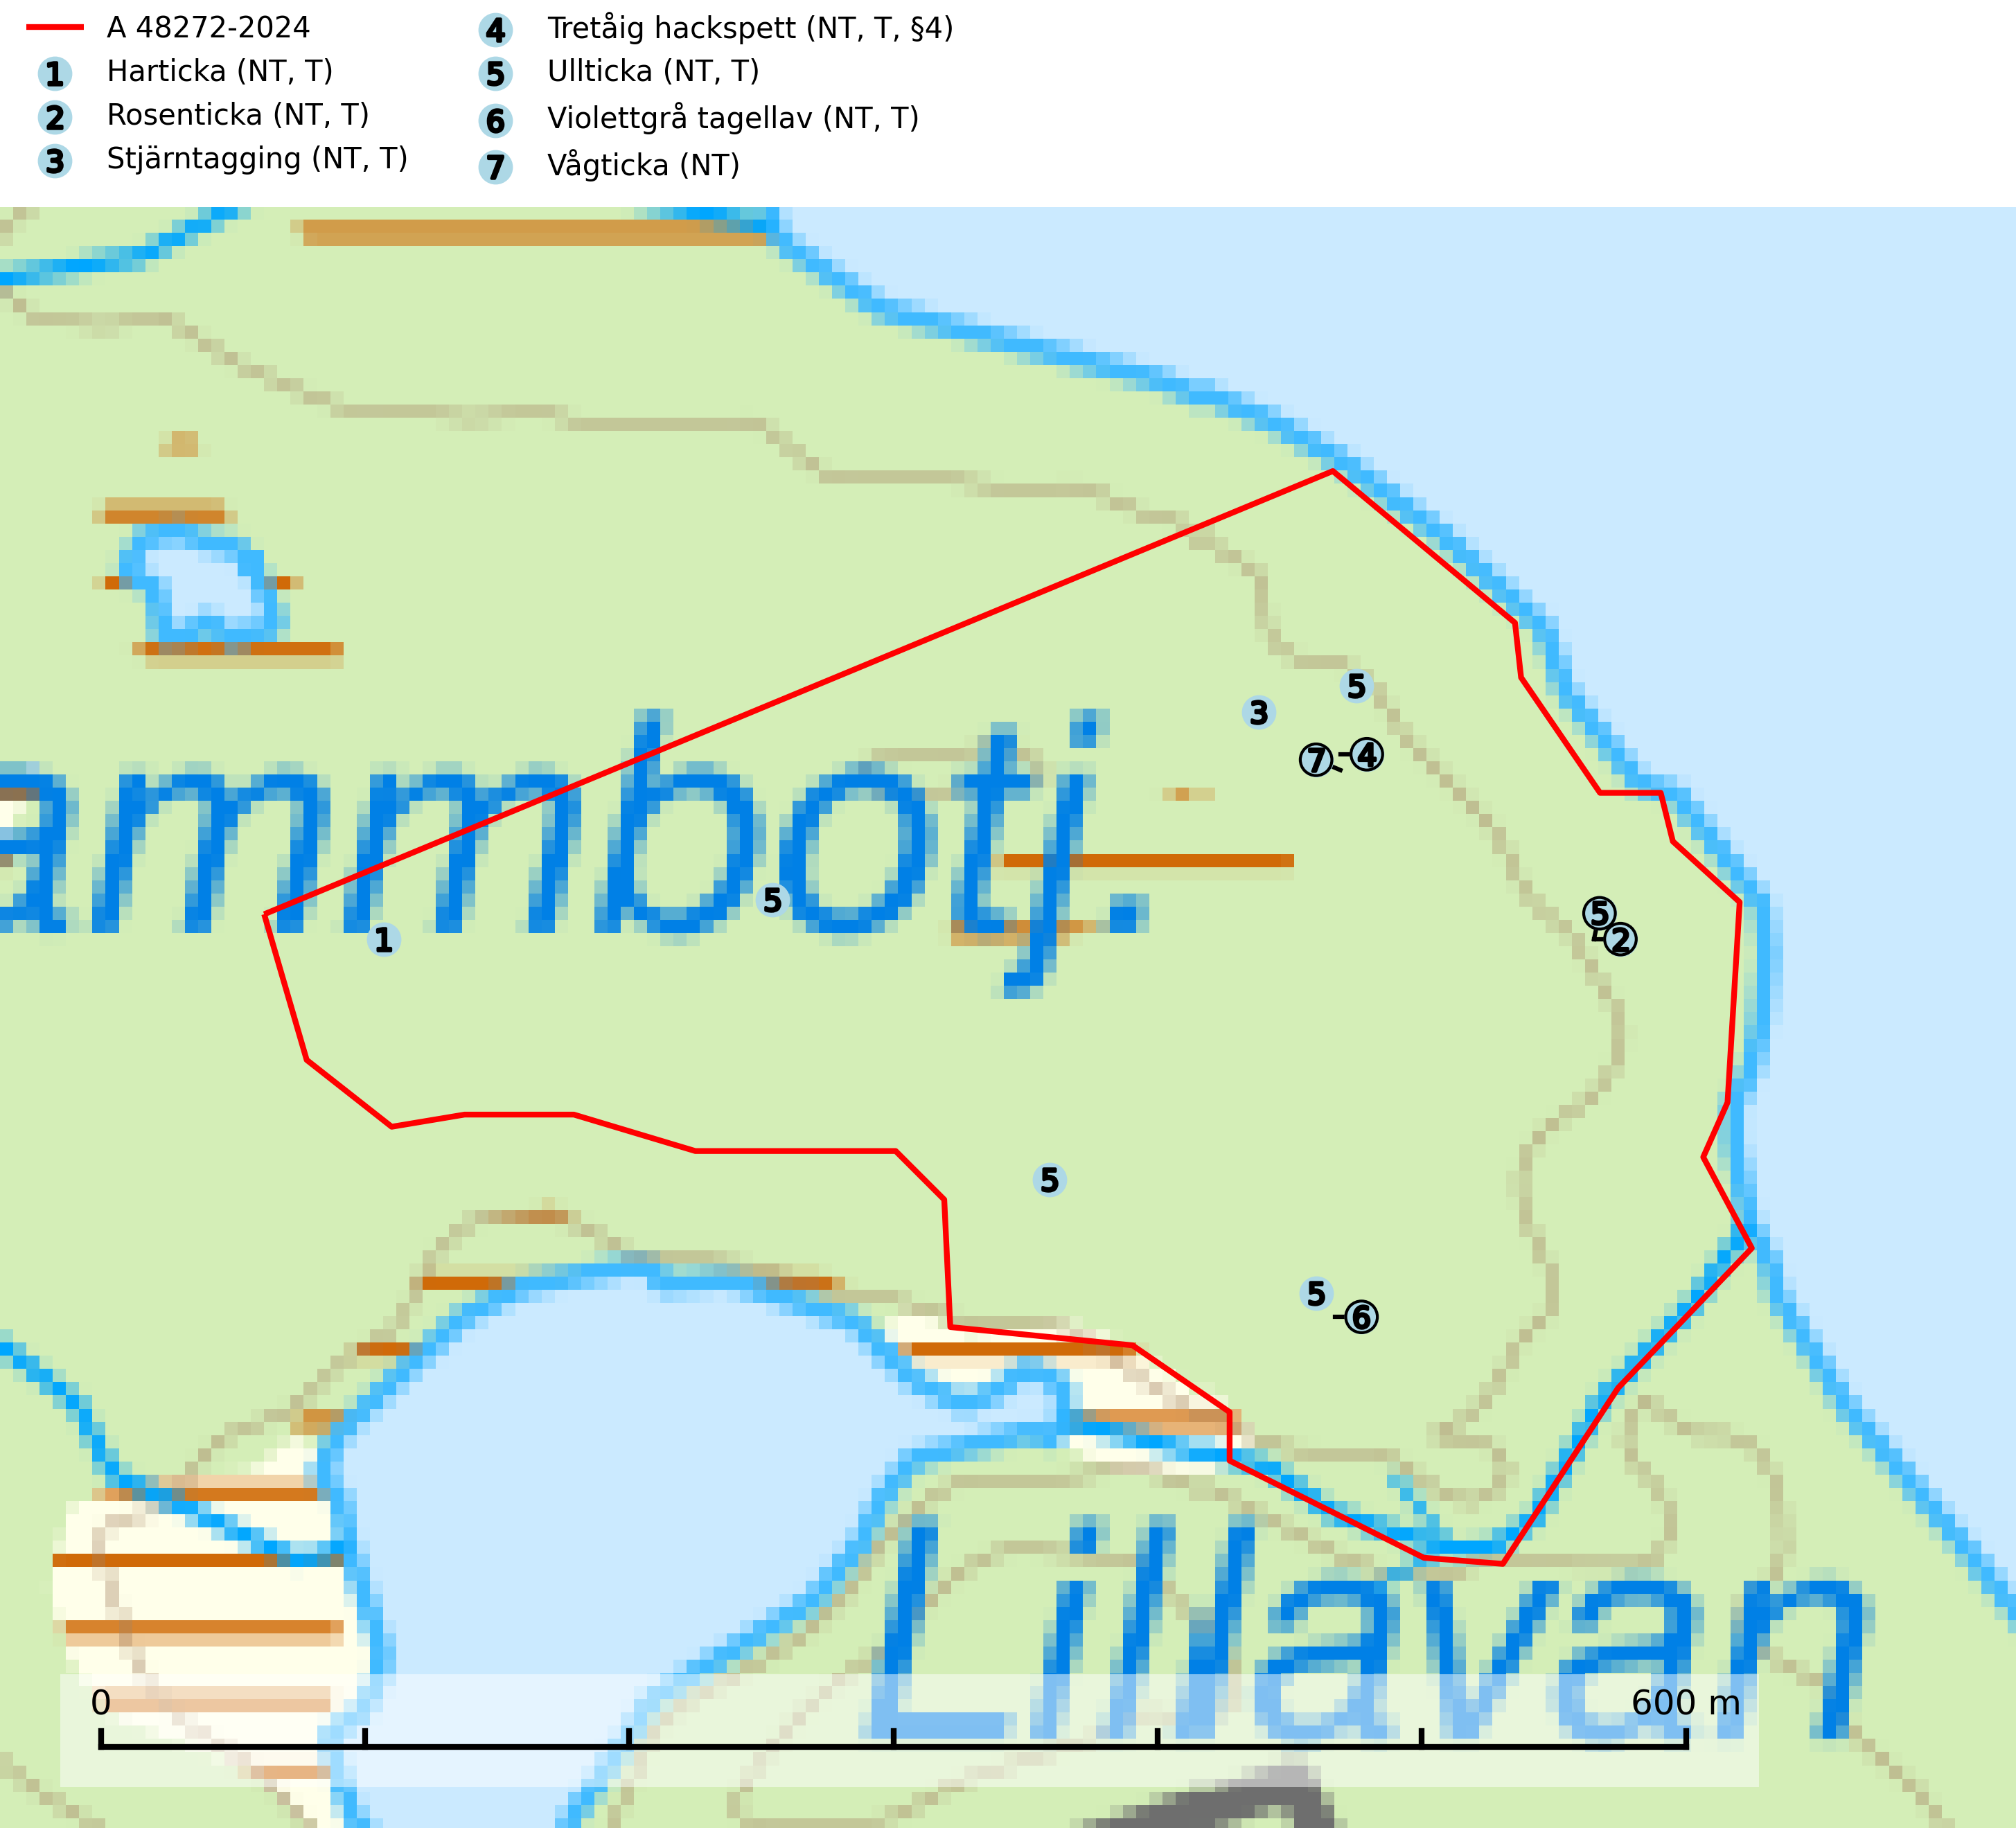 A 48272-2024
1 Harticka (NT, T)
2 Rosenticka (NT, T)
3 Stjärntagging (NT, T)
4 Tretåig hackspett (NT, T, §4)
5 Ullticka (NT, T)
6 Violettgrå tagellav (NT, T)
7 Vågticka (NT)
5
3
7 4
ammbotj.
5
5
1
2
5
5
6
Lillavan
0 600 m